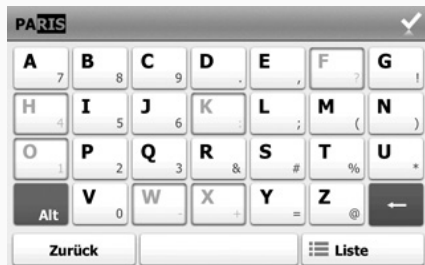 PARIS
A 7 B 8 C 9 D . E , F ? G !
H 4 I 5 J 6 K : L ; M ( N )
O 1 P 2 Q 3 R & S # T % U *
Alt V 0 W - X + Y = Z @ ←
Zurück Liste